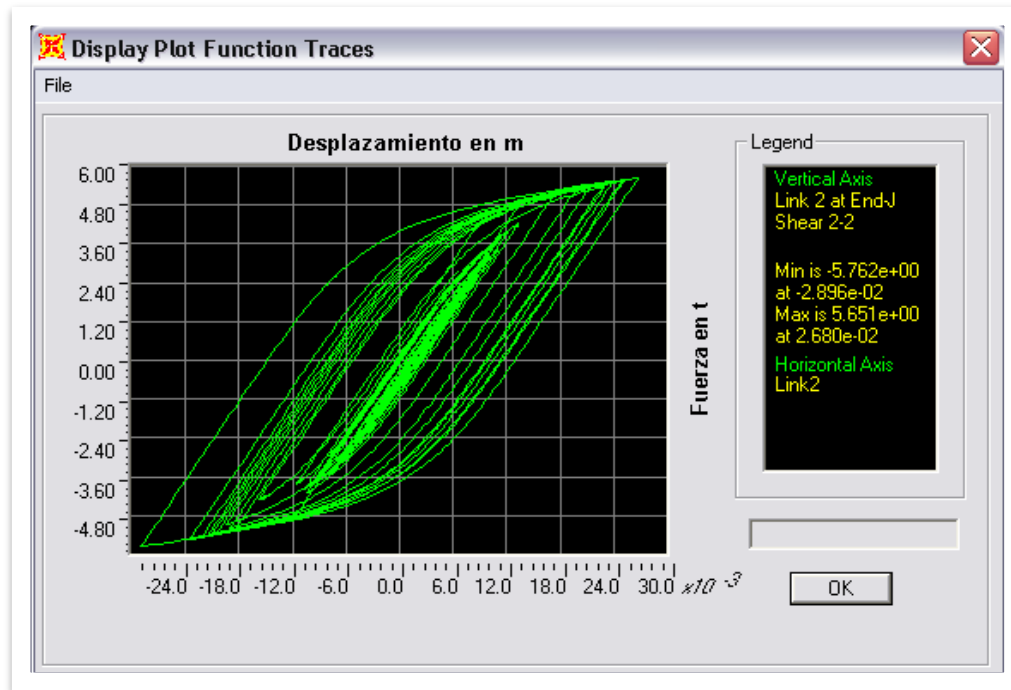 Display Plot Function Traces
File
Desplazamiento en m
6.00
4.80
3.60
2.40
1.20
0.00
-1.20
-2.40
-3.60
-4.80
-24.0 -18.0 -12.0 -6.0 0.0 6.0 12.0 18.0 24.0 30.0 x10 -3
Fuerza en t
Legend
Vertical Axis
Link 2 at End-J
Shear 2-2
Min is -5.762e+00
at -2.896e-02
Max is 5.651e+00
at 2.680e-02
Horizontal Axis
Link2
OK